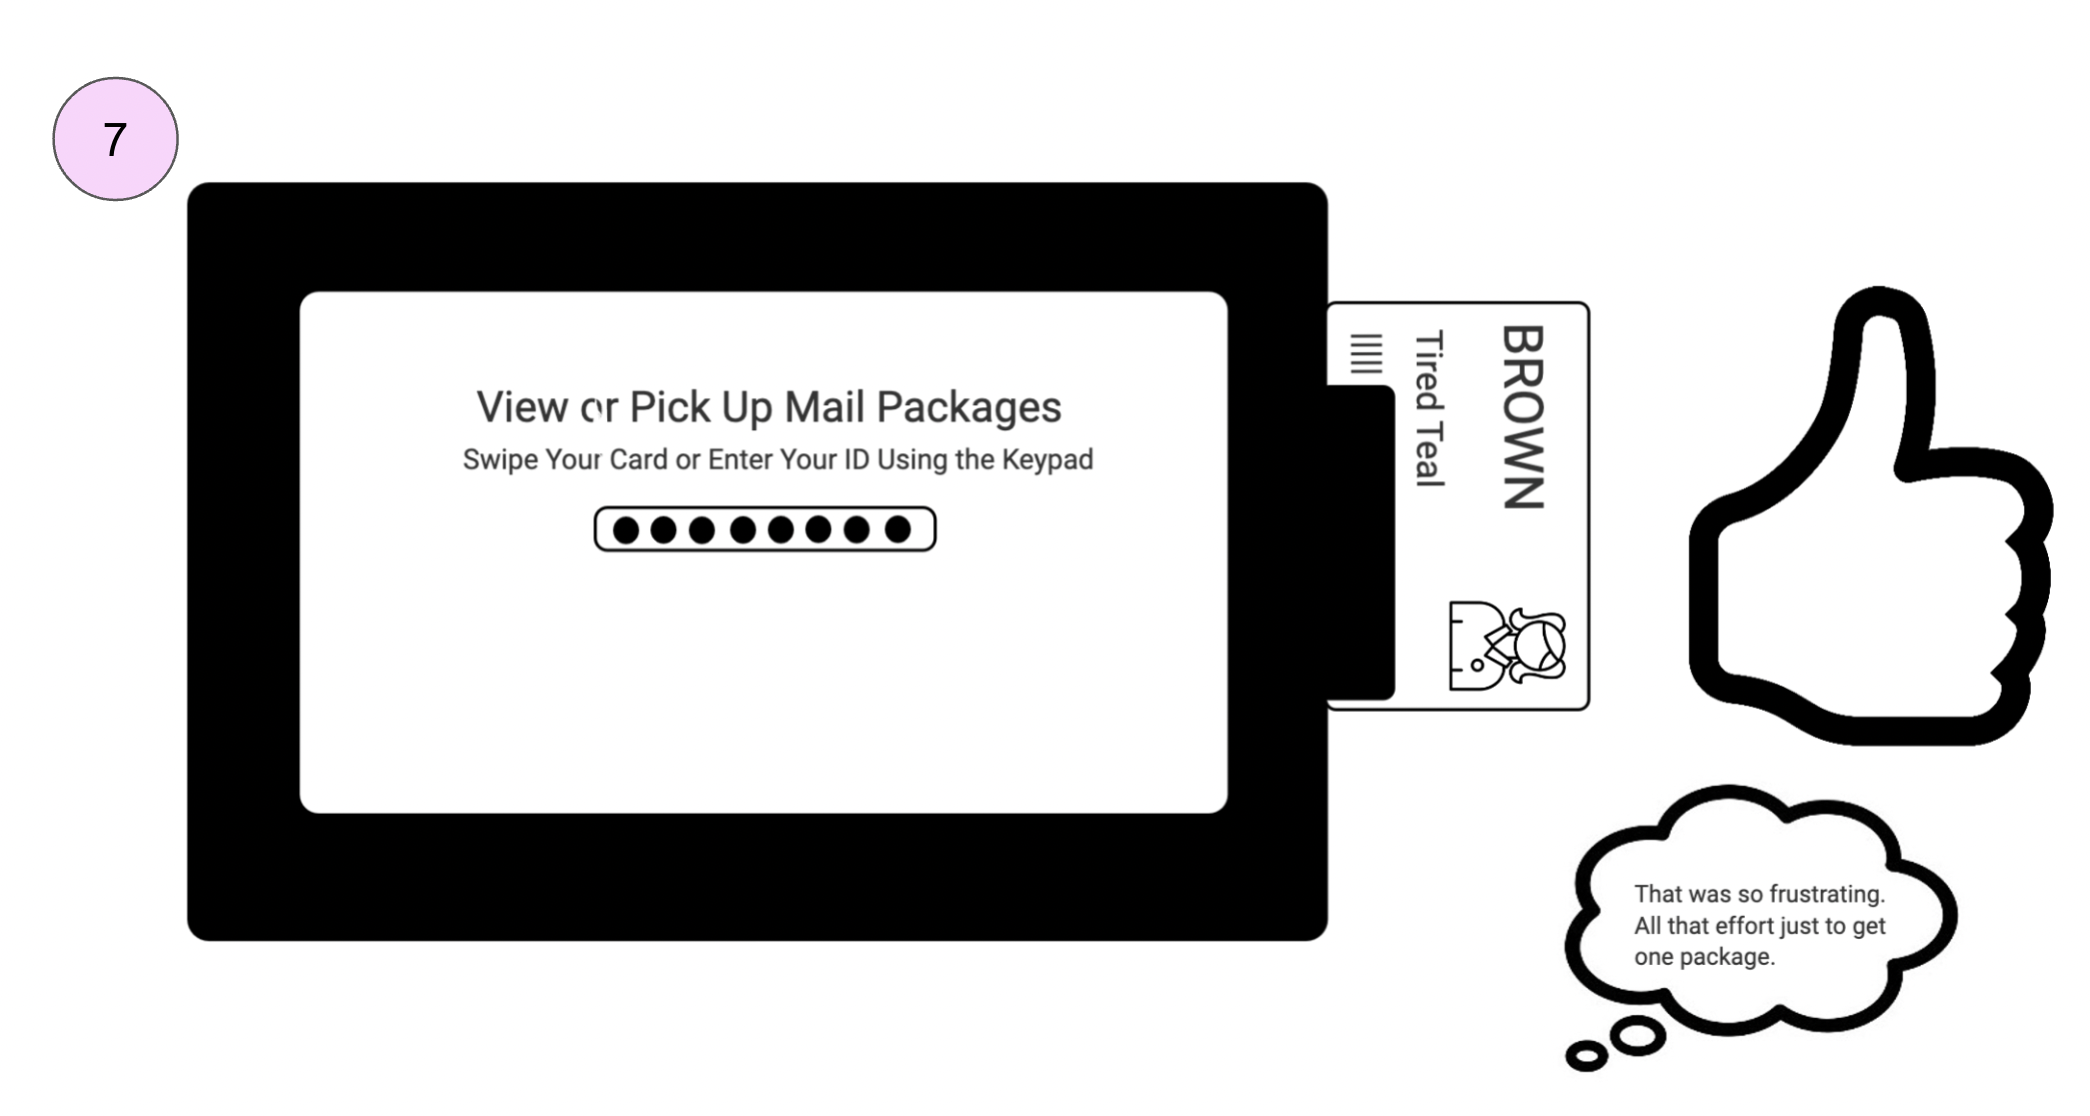 7
View or Pick Up Mail Packages
Swipe Your Card or Enter Your ID Using the Keypad
BROWN
Tired Teal
That was so frustrating.
All that effort just to get
one package.